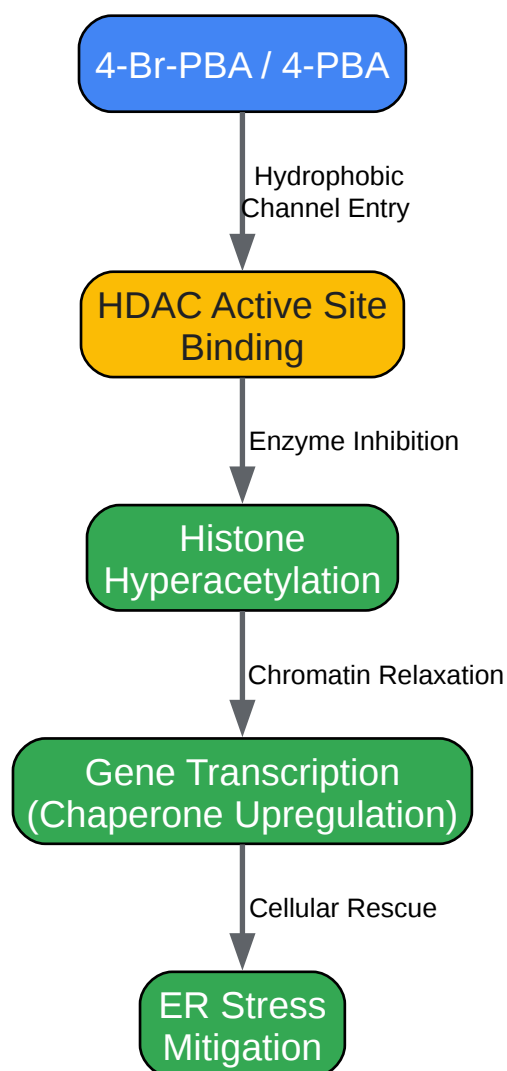 4-Br-PBA / 4-PBA
Hydrophobic
Channel Entry
HDAC Active Site
Binding
Enzyme Inhibition
Histone
Hyperacetylation
Chromatin Relaxation
Gene Transcription
(Chaperone Upregulation)
Cellular Rescue
ER Stress
Mitigation